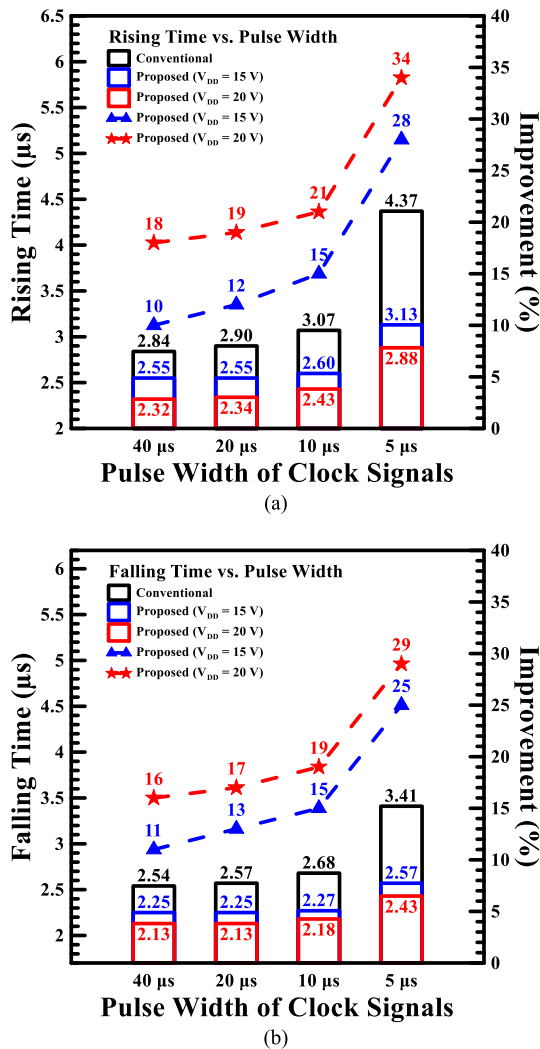 Rising Time vs. Pulse Width
Conventional
Proposed (VDD = 15 V)
Proposed (VDD = 20 V)
Proposed (VDD = 15 V)
Proposed (VDD = 20 V)
6.5
6
5.5
5
4.5
4
3.5
3
2.5
2
Rising Time (μs)
40
35
30
25
20
15
10
5
0
Improvement (%)
18 19 21 34
10 12 15 28
2.84 2.90 3.07 4.37
2.55 2.55 2.60 3.13
2.32 2.34 2.43 2.88
40 μs 20 μs 10 μs 5 μs
Pulse Width of Clock Signals
(a)
Falling Time vs. Pulse Width
Conventional
Proposed (VDD = 15 V)
Proposed (VDD = 20 V)
Proposed (VDD = 15 V)
Proposed (VDD = 20 V)
6
5.5
5
4.5
4
3.5
3
2.5
2
Falling Time (μs)
40
35
30
25
20
15
10
5
0
Improvement (%)
16 17 19 29
11 13 15 25
2.54 2.57 2.68 3.41
2.25 2.25 2.27 2.57
2.13 2.13 2.18 2.43
40 μs 20 μs 10 μs 5 μs
Pulse Width of Clock Signals
(b)